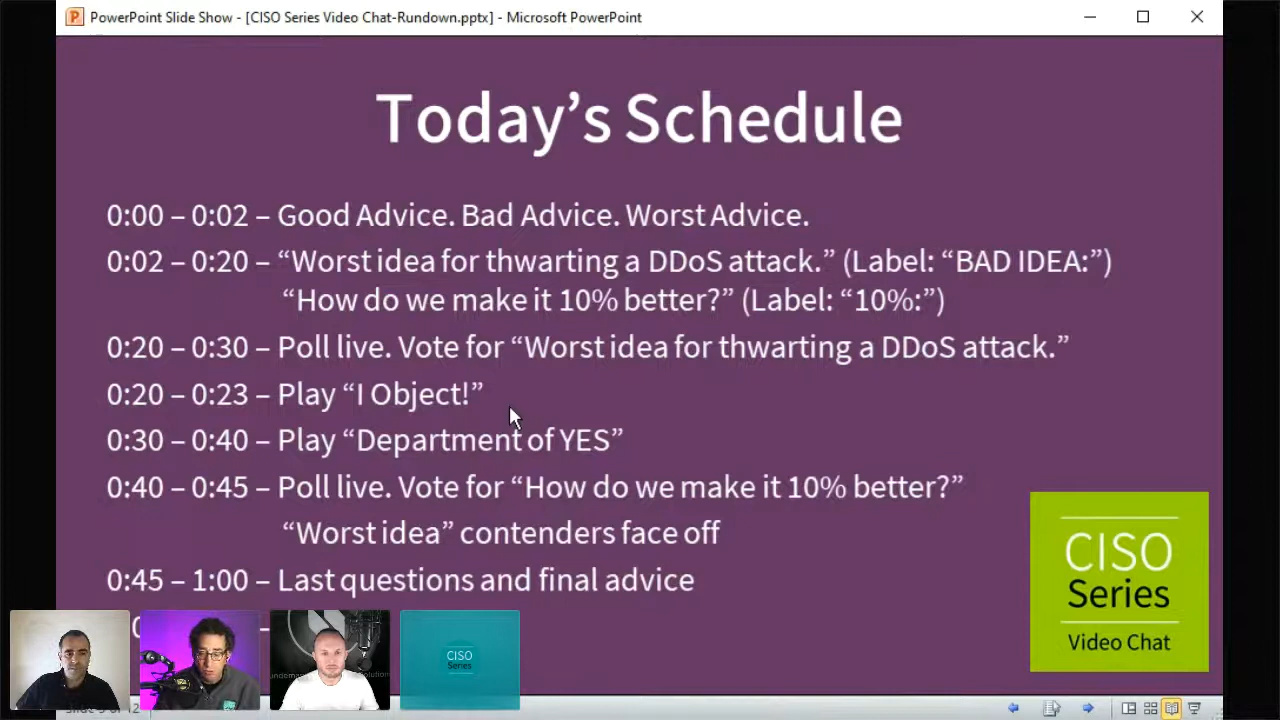 PowerPoint Slide Show - [CISO Series Video Chat-Rundown.pptx] - Microsoft PowerPoint
Today’s Schedule
0:00 – 0:02 – Good Advice. Bad Advice. Worst Advice.
0:02 – 0:20 – “Worst idea for thwarting a DDoS attack.” (Label: “BAD IDEA:”)
“How do we make it 10% better?” (Label: “10%:”)
0:20 – 0:30 – Poll live. Vote for “Worst idea for thwarting a DDoS attack.”
0:20 – 0:23 – Play “I Object!”
0:30 – 0:40 – Play “Department of YES”
0:40 – 0:45 – Poll live. Vote for “How do we make it 10% better?”
“Worst idea” contenders face off
0:45 – 1:00 – Last questions and final advice
CISO
Series
Video Chat
CISO
Series